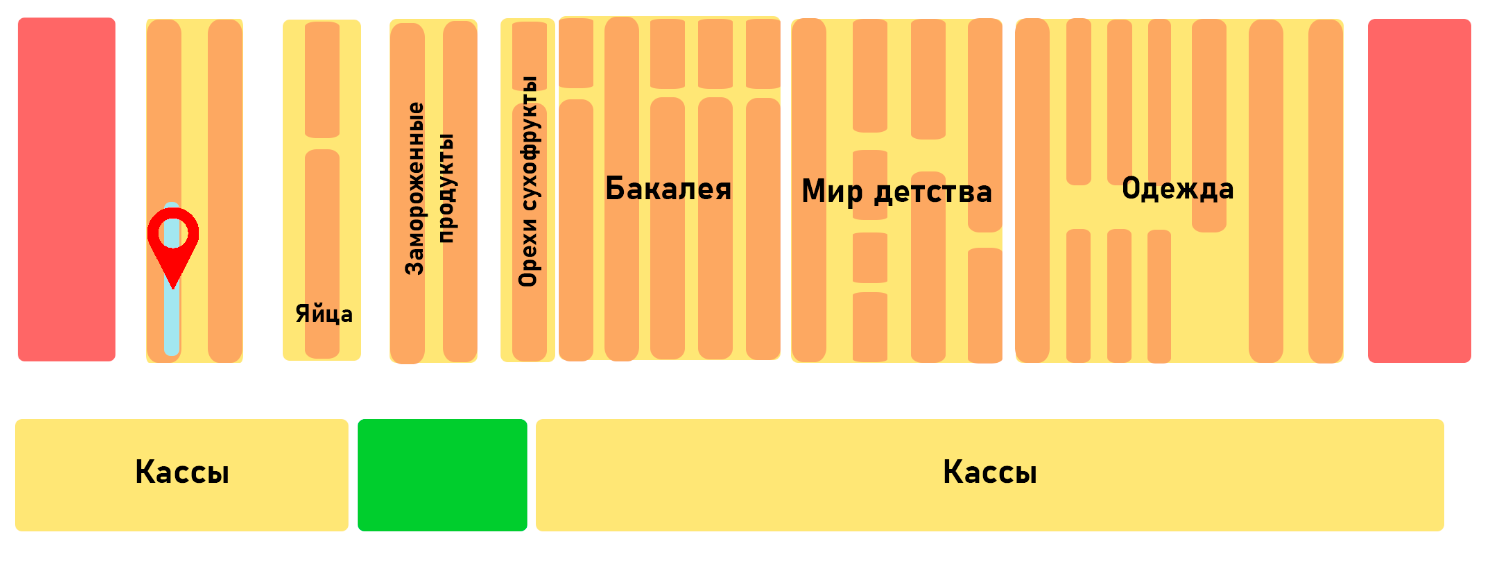 Яйца
Замороженные
продукты
Орехи сухофрукты
Бакалея
Мир детства
Одежда
Кассы
Кассы